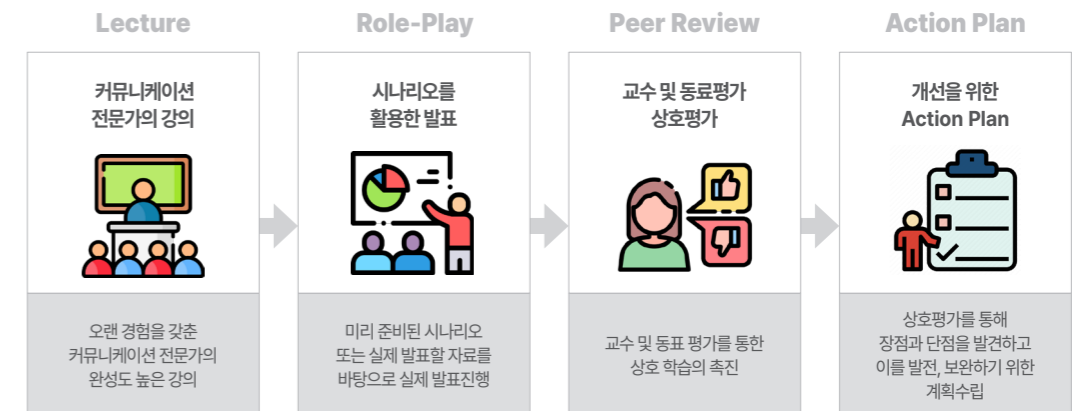 Lecture
커뮤니케이션
전문가의 강의
오랜 경험을 갖춘
커뮤니케이션 전문가의
완성도 높은 강의
Role-Play
시나리오를
활용한 발표
미리 준비된 시나리오
또는 실제 발표할 자료를
바탕으로 실제 발표진행
Peer Review
교수 및 동료평가
상호평가
교수 및 동표 평가를 통한
상호 학습의 촉진
Action Plan
개선을 위한
Action Plan
상호평가를 통해
장점과 단점을 발견하고
이를 발전, 보완하기 위한
계획수립